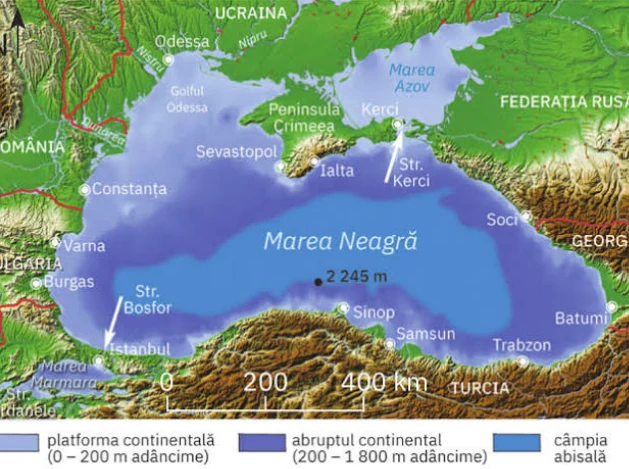 N
UCRAINA
Odessa
Nipru
Nistru
Golful
Odessa
Marea
Azov
FEDERAȚIA RUSĂ
Peninsula
Crimeea
Kerci
Dunărea
OMÂNIA
Sevastopol
Ialta
Str.
Kerci
Constanța
Soci
Marea Neagră
Varna
GEORG
LGARIA
Burgas
2 245 m
Str.
Bosfor
Sinop
Batumi
Samsun
Istanbul
Trabzon
Marea
Marmara
0 200 400 km
TURCIA
Str.
rdanele
platforma continentală
(0 – 200 m adâncime)
abruptul continental
(200 – 1 800 m adâncime)
câmpia
abisală